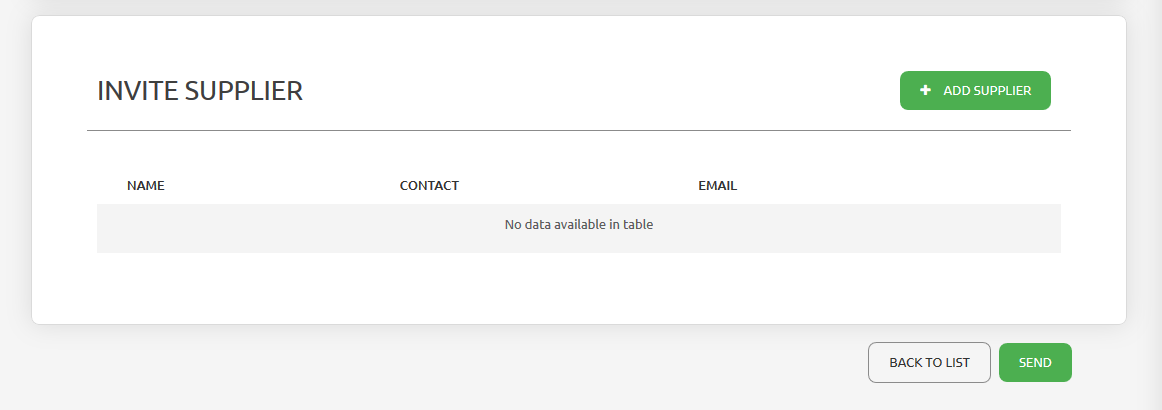 INVITE SUPPLIER
ADD SUPPLIER
NAME CONTACT EMAIL
No data available in table
BACK TO LIST SEND